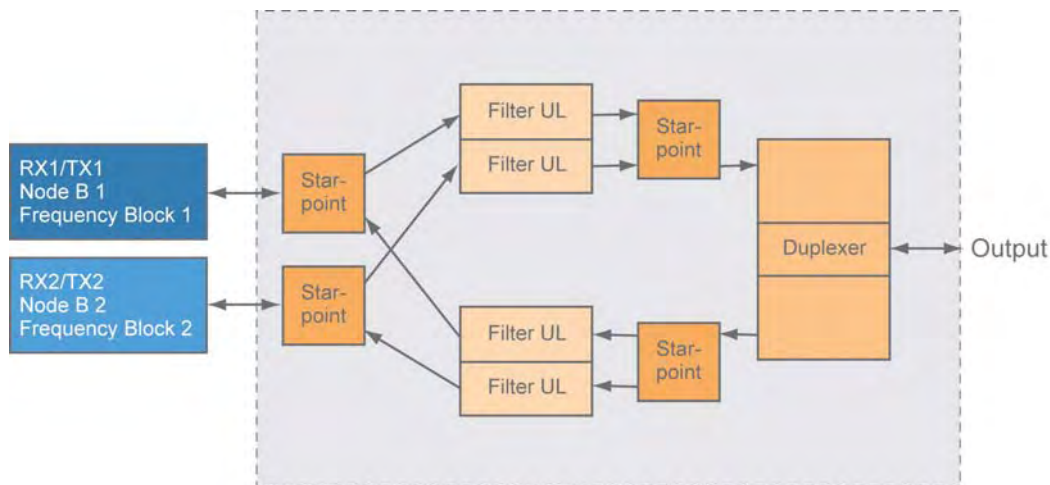 RX1/TX1
Node B 1
Frequency Block 1
RX2/TX2
Node B 2
Frequency Block 2
Star-
point
Star-
point
Filter UL
Filter UL
Star-
point
Filter UL
Filter UL
Star-
point
Duplexer
Output